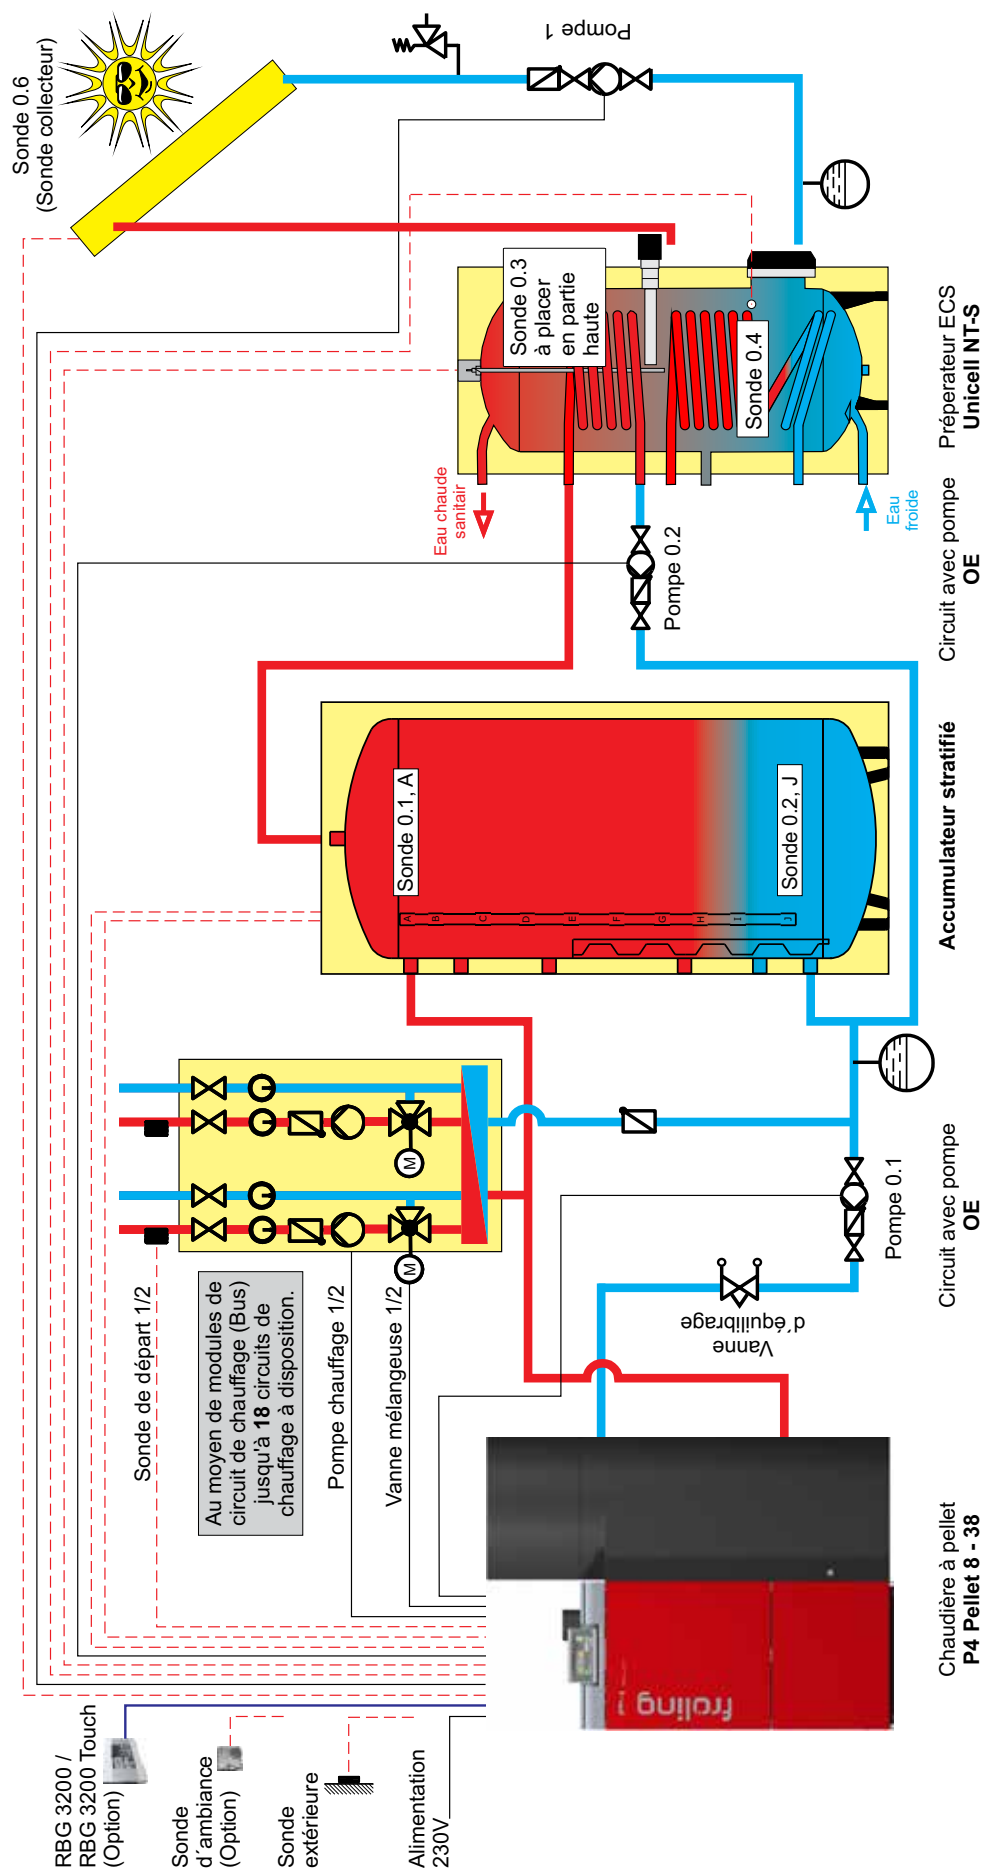 RBG 3200 /
RBG 3200 Touch
(Option)
Sonde
d´ambiance
(Option)
Sonde
extérieure
Alimentation
230V
Sonde de départ 1/2
Au moyen de modules de
circuit de chauffage (Bus)
jusqu'à 18 circuits de
chauffage à disposition.
Pompe chauffage 1/2
Vanne mélangeuse 1/2
M
M
froling
P4
Chaudière à pellet
P4 Pellet 8 - 38
Vanne
d´équilibrage
Pompe 0.1
Circuit avec pompe
OE
Sonde 0.1, A
A
B
C
D
E
F
G
H
I
J
Sonde 0.2, J
Accumulateur stratifié
Pompe 0.2
Circuit avec pompe
OE
Eau chaude
sanitair
Eau
froide
Sonde 0.3
à placer
en partie
haute
Sonde 0.4
Préperateur ECS
Unicell NT-S
Sonde 0.6
(Sonde collecteur)
Pompe 1